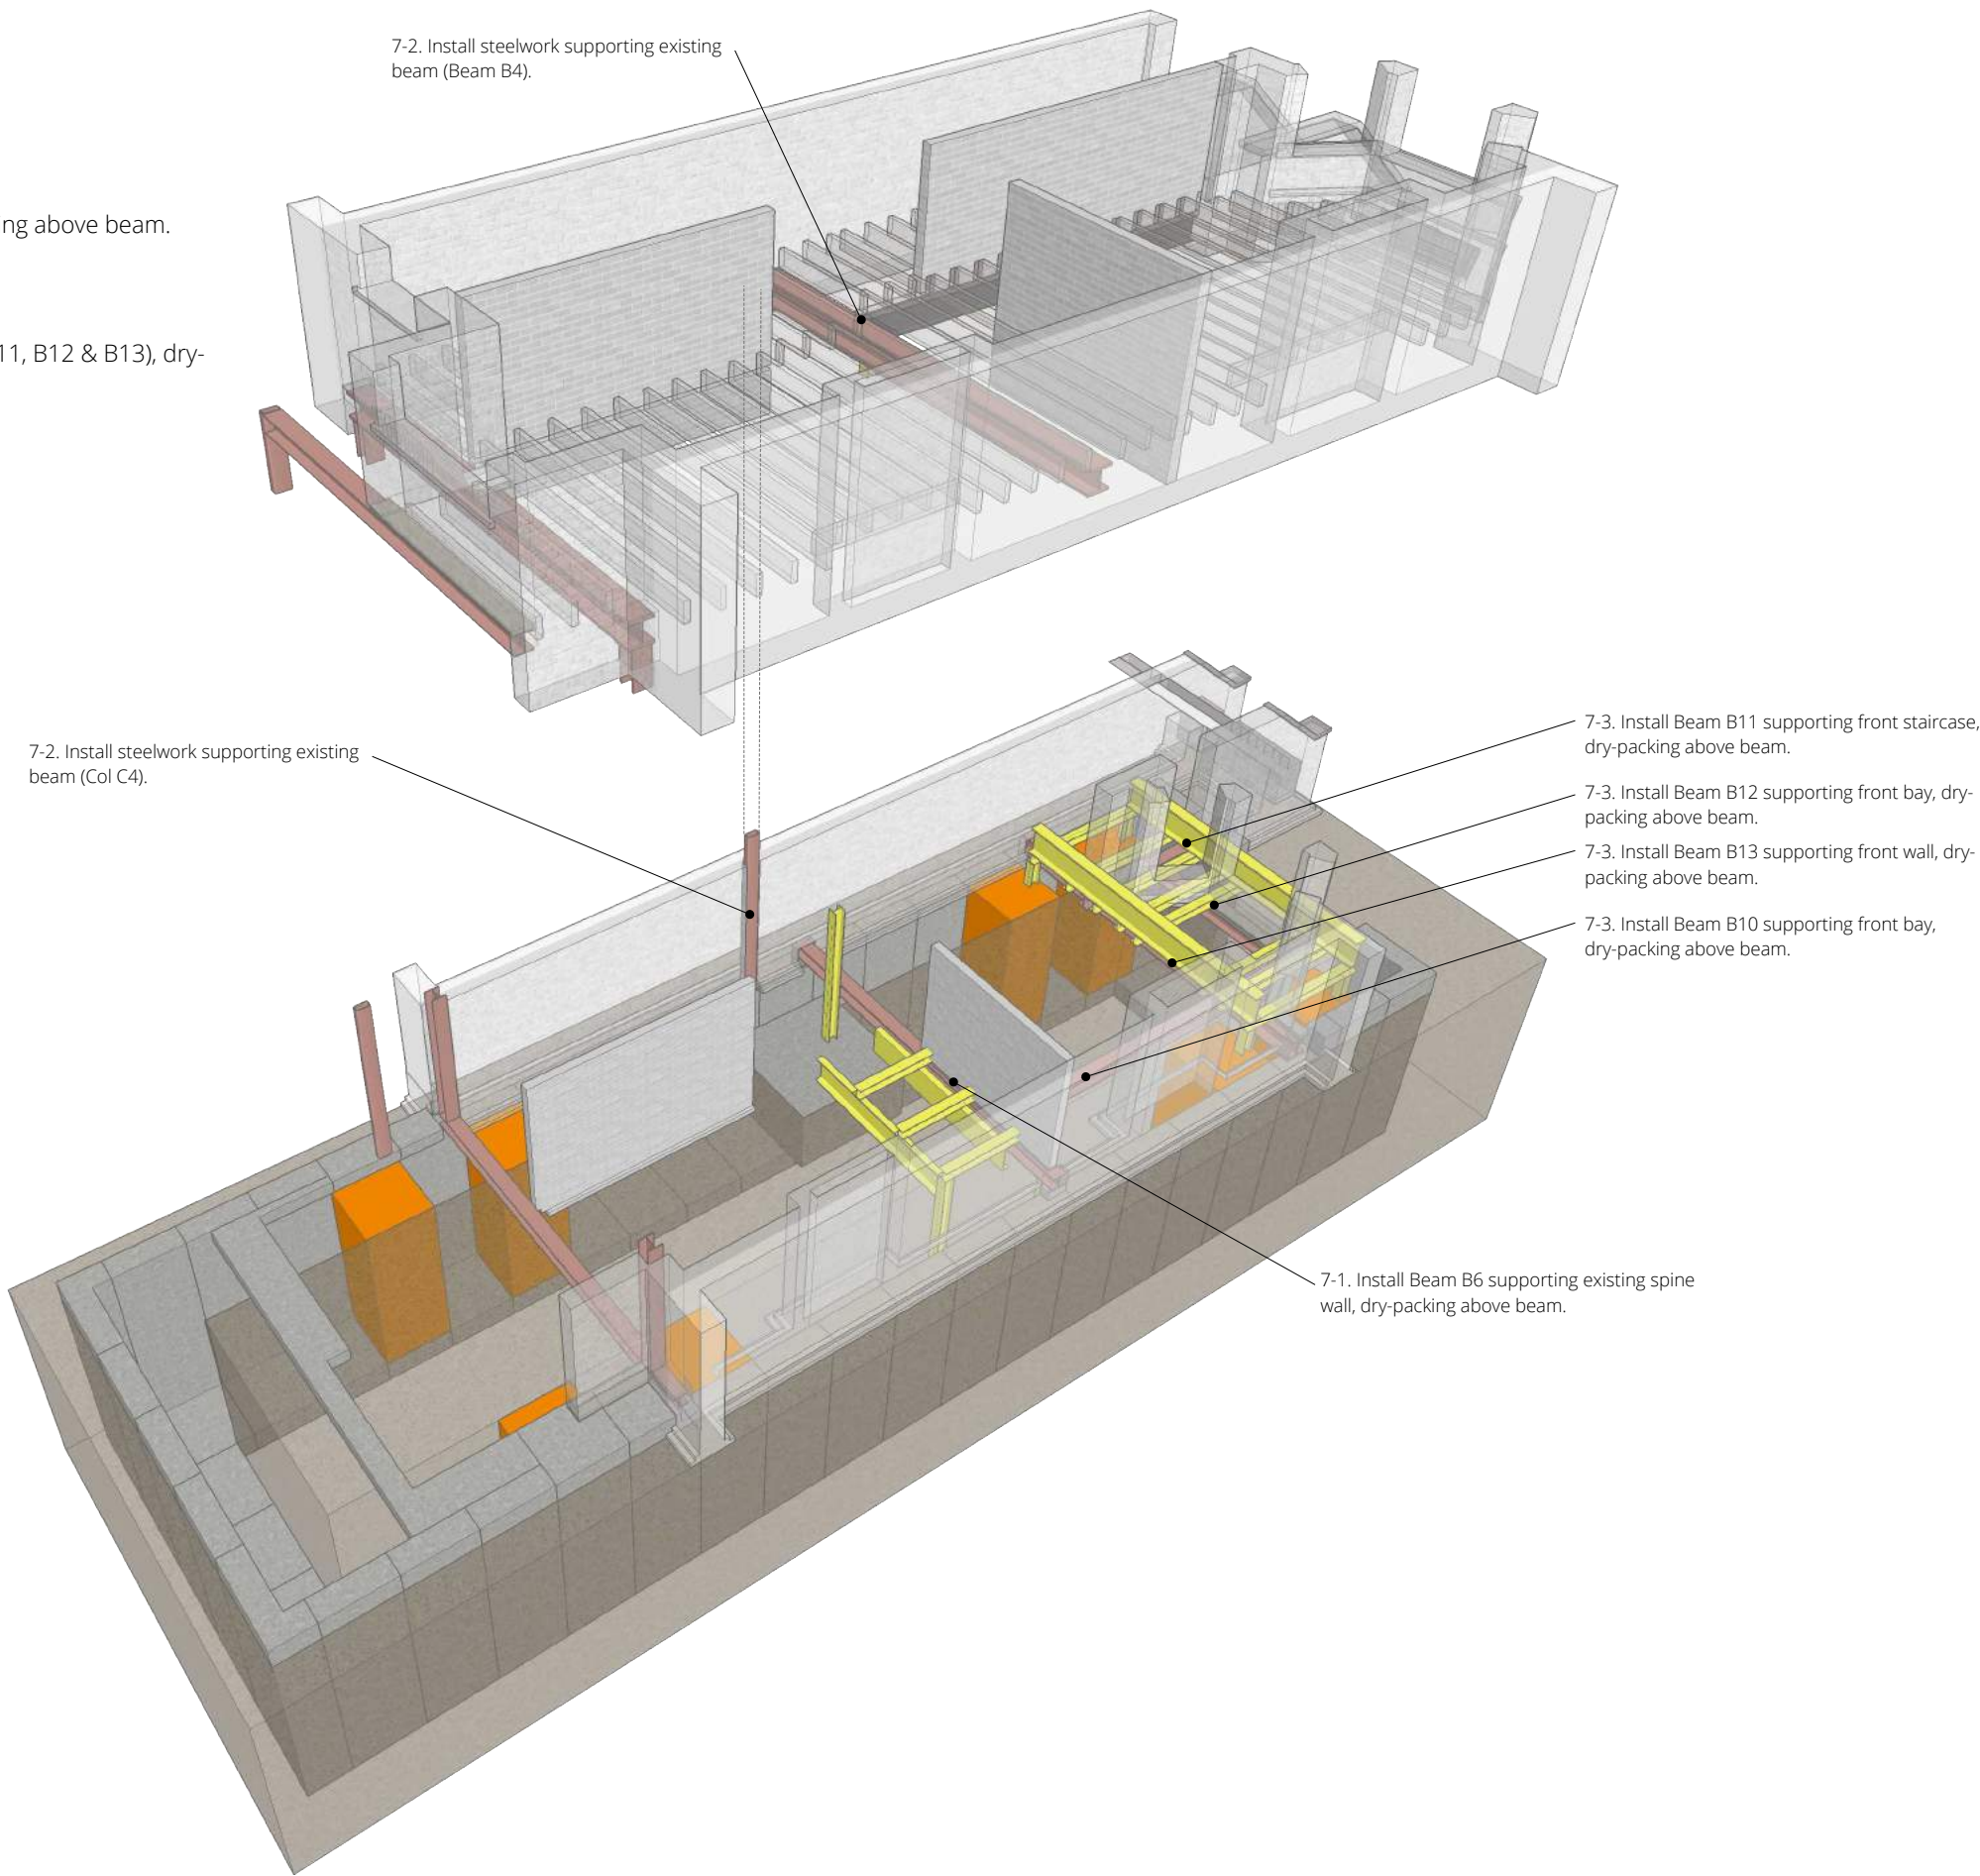 7-2. Install steelwork supporting existing
beam (Beam B4).
ng above beam.
11, B12 & B13), dry-
7-2. Install steelwork supporting existing
beam (Col C4).
7-3. Install Beam B11 supporting front staircase,
dry-packing above beam.
7-3. Install Beam B12 supporting front bay, dry-
packing above beam.
7-3. Install Beam B13 supporting front wall, dry-
packing above beam.
7-3. Install Beam B10 supporting front bay,
dry-packing above beam.
7-1. Install Beam B6 supporting existing spine
wall, dry-packing above beam.